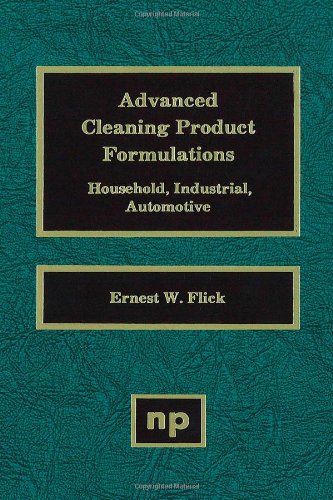 Advanced
Cleaning Product
Formulations
Household, Industrial,
Automotive
Ernest W. Flick
np